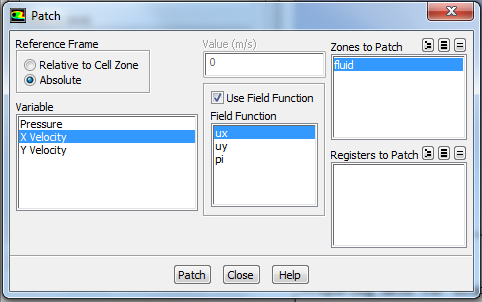 Patch
Reference Frame
Relative to Cell Zone
Absolute
Variable
Pressure
X Velocity
Y Velocity
Value (m/s)
0
Use Field Function
Field Function
ux
uy
pi
Zones to Patch
fluid
Registers to Patch
Patch
Close
Help